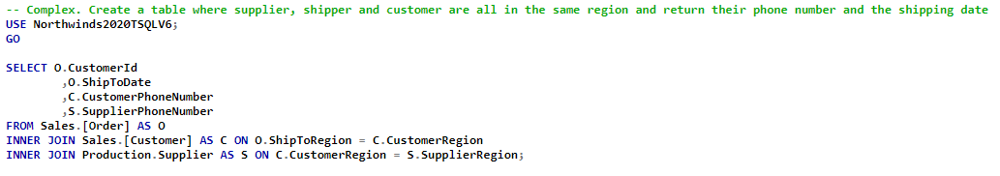 -- Complex. Create a table where supplier, shipper and customer are all in the same region and return their phone number and the shipping date
USE Northwinds2020TSQLV6;
GO
SELECT O.CustomerId
,O.ShipToDate
,C.CustomerPhoneNumber
,S.SupplierPhoneNumber
FROM Sales.[Order] AS O
INNER JOIN Sales.[Customer] AS C ON O.ShipToRegion = C.CustomerRegion
INNER JOIN Production.Supplier AS S ON C.CustomerRegion = S.SupplierRegion;